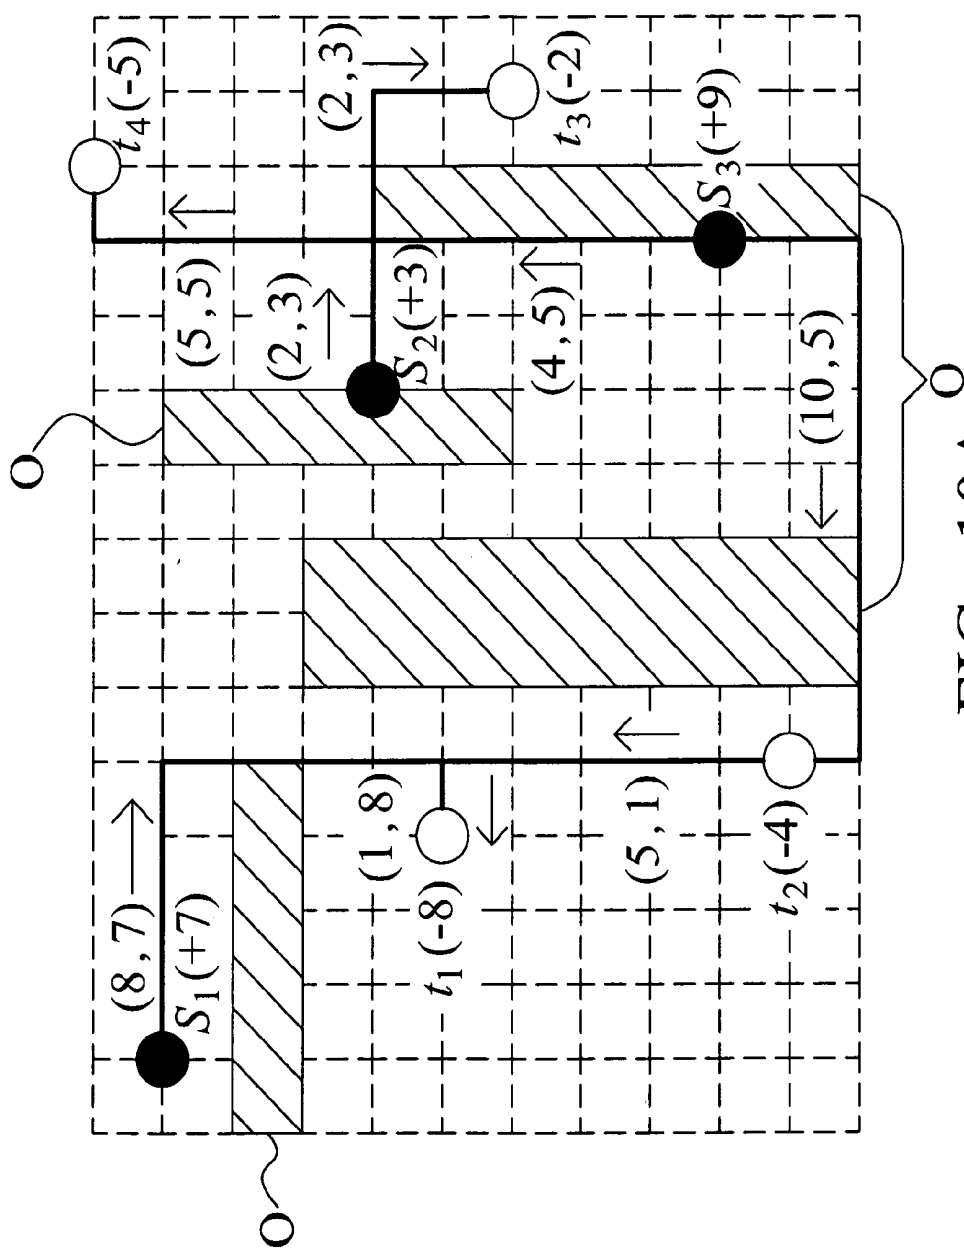 O
t4(-5)
(2,3)
(5,5)
(2,3)
t3(-2)
(8,7)
S1(+7)
S2(+3)
S3(+9)
(4,5)
(1,8)
t1(-8)
(10,5)
(5,1)
t2(-4)
O
O